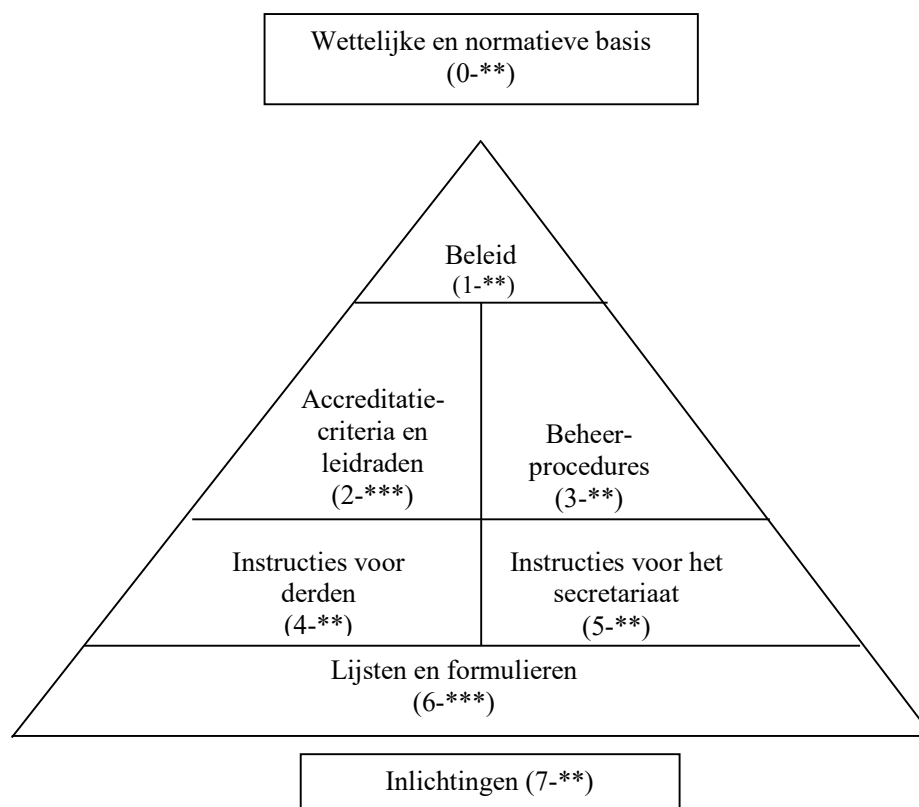 Wettelijke en normatieve basis
(0-**)
Beleid
(1-**)
Accreditatie-
criteria en
leidraden
(2-***)
Beheer-
procedures
(3-**)
Instructies voor
derden
(4-**)
Instructies voor het
secretariaat
(5-**)
Lijsten en formulieren
(6-***)
Inlichtingen (7-**)